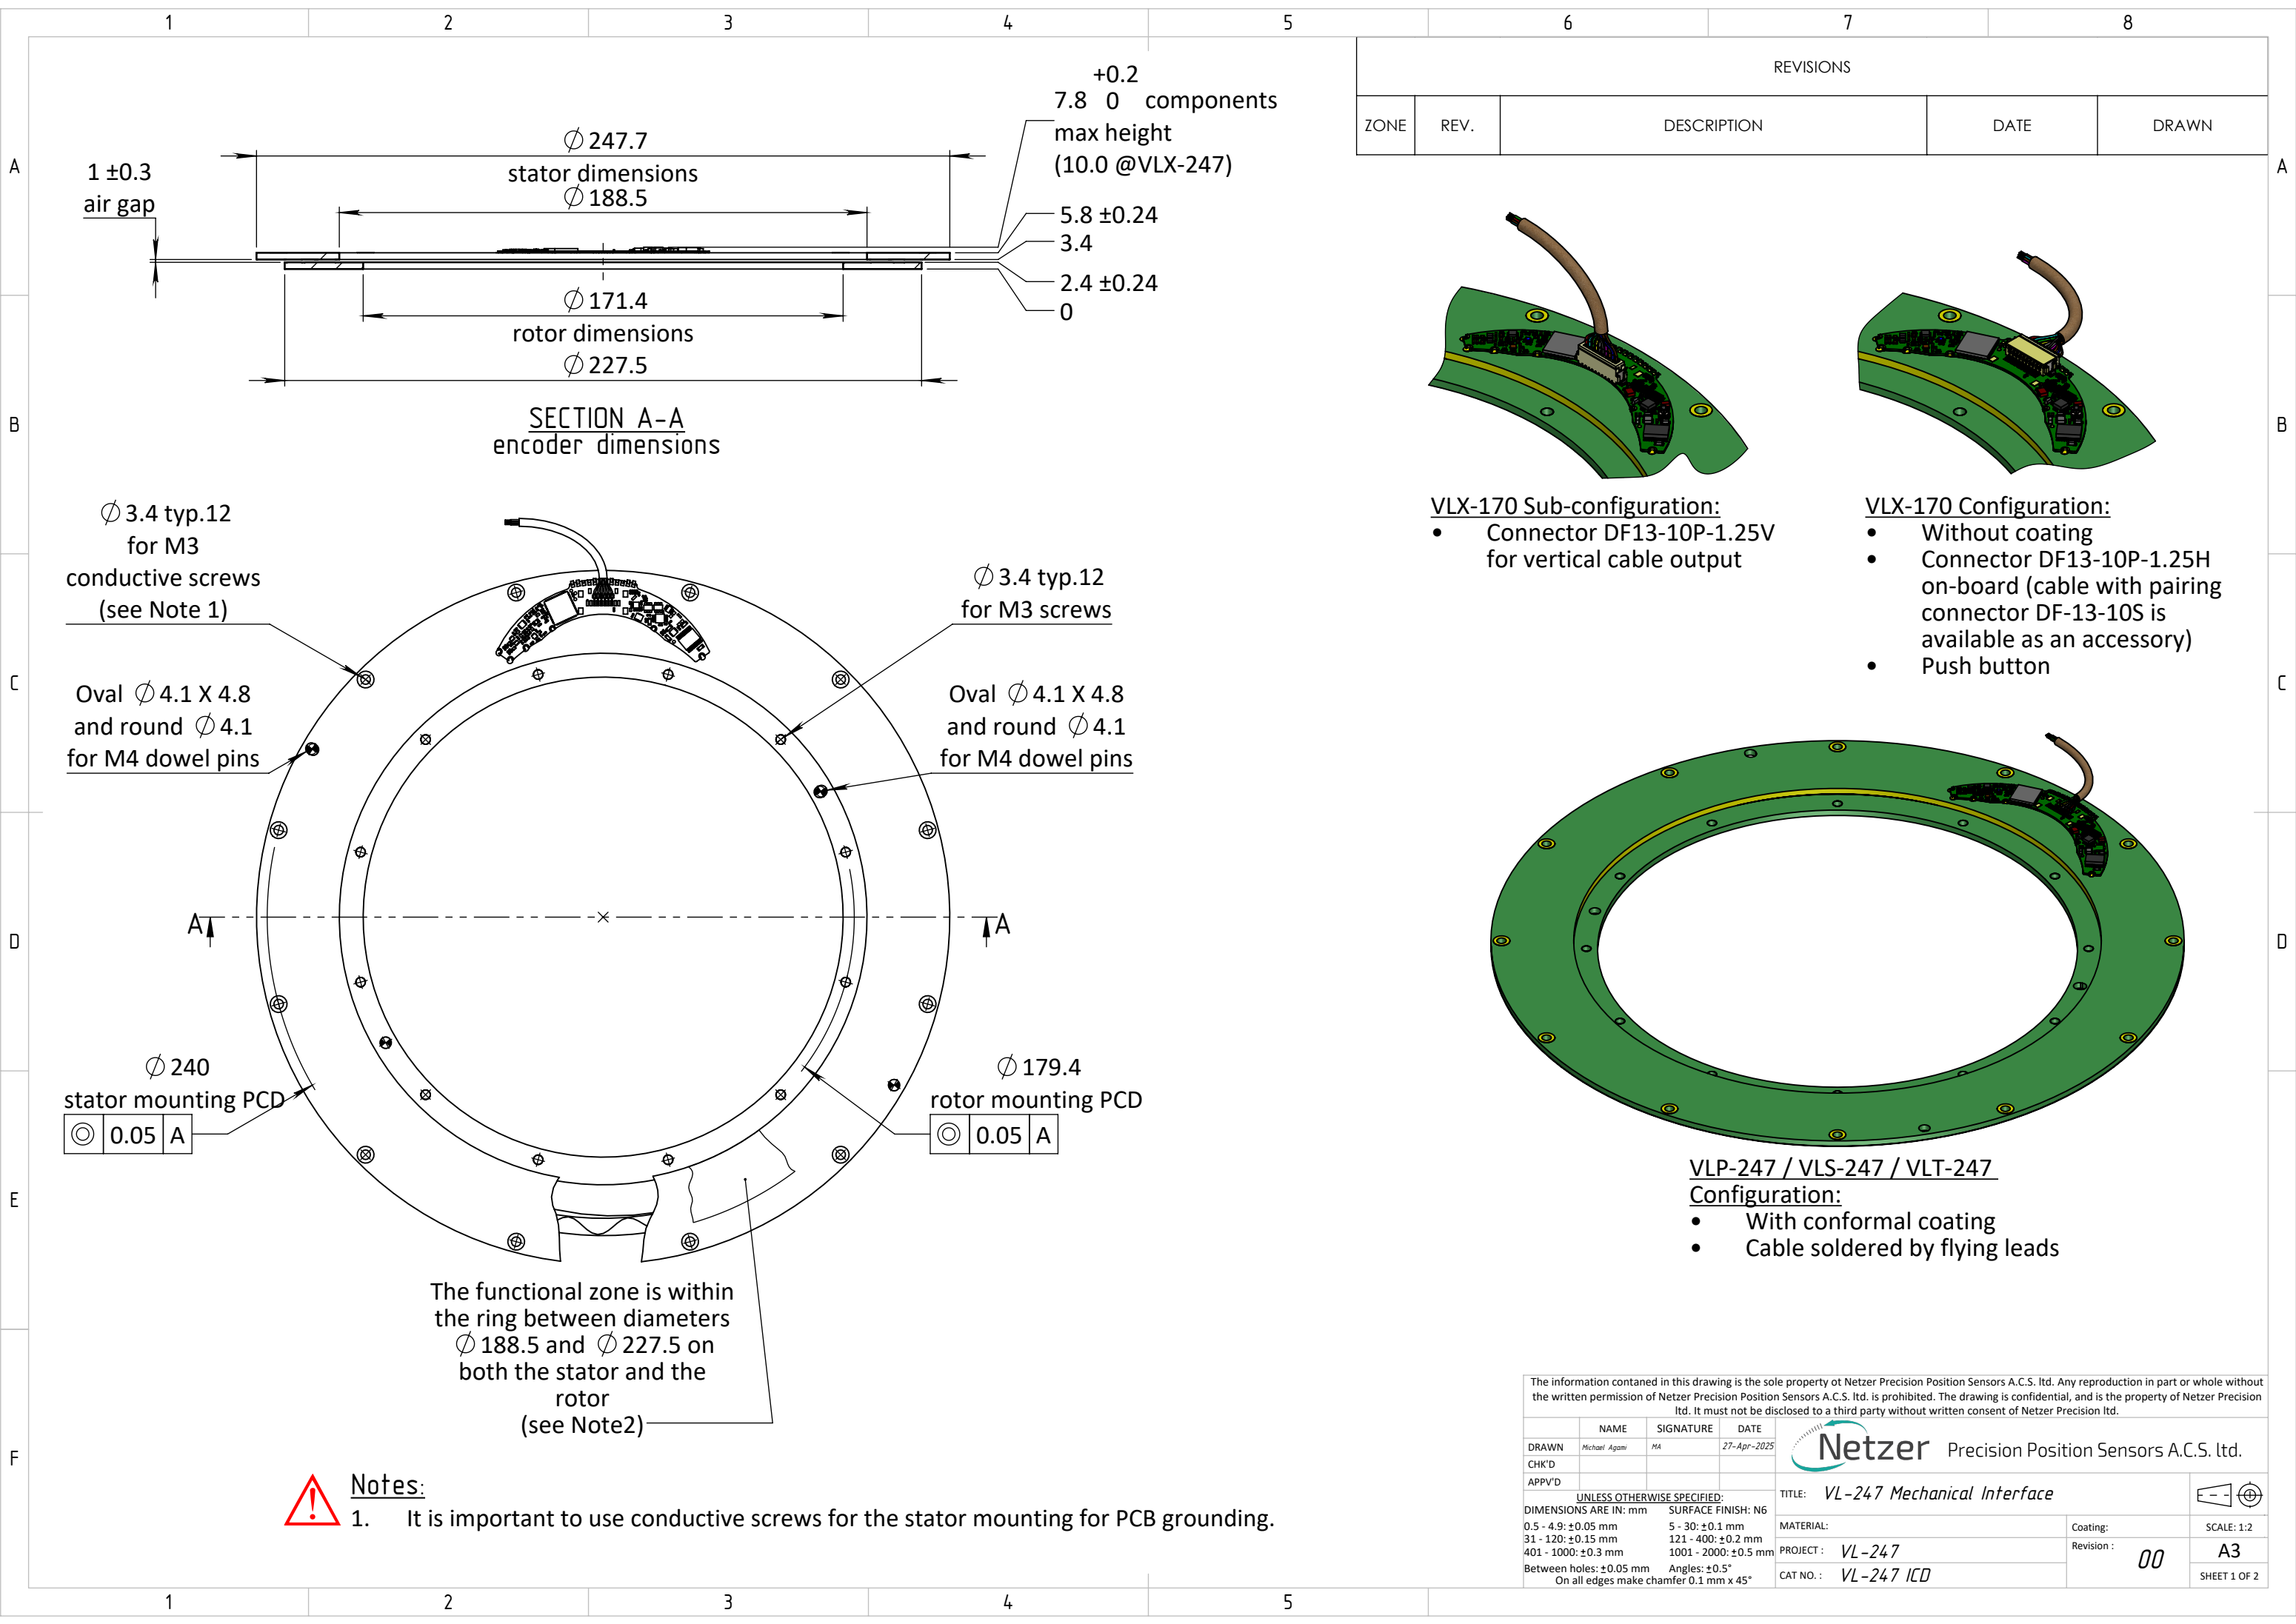 1 2 3 4 5 6 7 8
A
B
C
D
E
F
A
B
C
D
REVISIONS
ZONE REV. DESCRIPTION DATE DRAWN
+0.2
7.8 0 components
max height
(10.0 @VLX-247)
∅ 247.7
stator dimensions
∅ 188.5
1 ±0.3
air gap
5.8 ±0.24
3.4
2.4 ±0.24
0
∅ 171.4
rotor dimensions
∅ 227.5
SECTION A-A
encoder dimensions
∅ 3.4 typ.12
for M3
conductive screws
(see Note 1)
∅ 3.4 typ.12
for M3 screws
Oval ∅ 4.1 X 4.8
and round ∅ 4.1
for M4 dowel pins
Oval ∅ 4.1 X 4.8
and round ∅ 4.1
for M4 dowel pins
A A
∅ 240
stator mounting PCD
◎ 0.05 A
∅ 179.4
rotor mounting PCD
◎ 0.05 A
The functional zone is within
the ring between diameters
∅ 188.5 and ∅ 227.5 on
both the stator and the
rotor
(see Note2)
VLX-170 Sub-configuration:
• Connector DF13-10P-1.25V
for vertical cable output
VLX-170 Configuration:
• Without coating
• Connector DF13-10P-1.25H
on-board (cable with pairing
connector DF-13-10S is
available as an accessory)
• Push button
VLP-247 / VLS-247 / VLT-247
Configuration:
• With conformal coating
• Cable soldered by flying leads
!
Notes:
1. It is important to use conductive screws for the stator mounting for PCB grounding.
The information contaned in this drawing is the sole property ot Netzer Precision Position Sensors A.C.S. ltd. Any reproduction in part or whole without
the written permission of Netzer Precision Position Sensors A.C.S. ltd. is prohibited. The drawing is confidential, and is the property of Netzer Precision
ltd. It must not be disclosed to a third party without written consent of Netzer Precision ltd.
NAME SIGNATURE DATE
DRAWN Michael Agami MA 27-Apr-2025
CHK'D
APPV'D
UNLESS OTHERWISE SPECIFIED:
DIMENSIONS ARE IN: mm SURFACE FINISH: N6
0.5 - 4.9: ±0.05 mm 5 - 30: ±0.1 mm
31 - 120: ±0.15 mm 121 - 400: ±0.2 mm
401 - 1000: ±0.3 mm 1001 - 2000: ±0.5 mm
Between holes: ±0.05 mm Angles: ±0.5°
On all edges make chamfer 0.1 mm x 45°
Netzer Precision Position Sensors A.C.S. ltd.
TITLE: VL-247 Mechanical Interface
MATERIAL: Coating: SCALE: 1:2
PROJECT : VL-247 Revision : 00 A3
CAT NO. : VL-247 ICD SHEET 1 OF 2
1 2 3 4 5